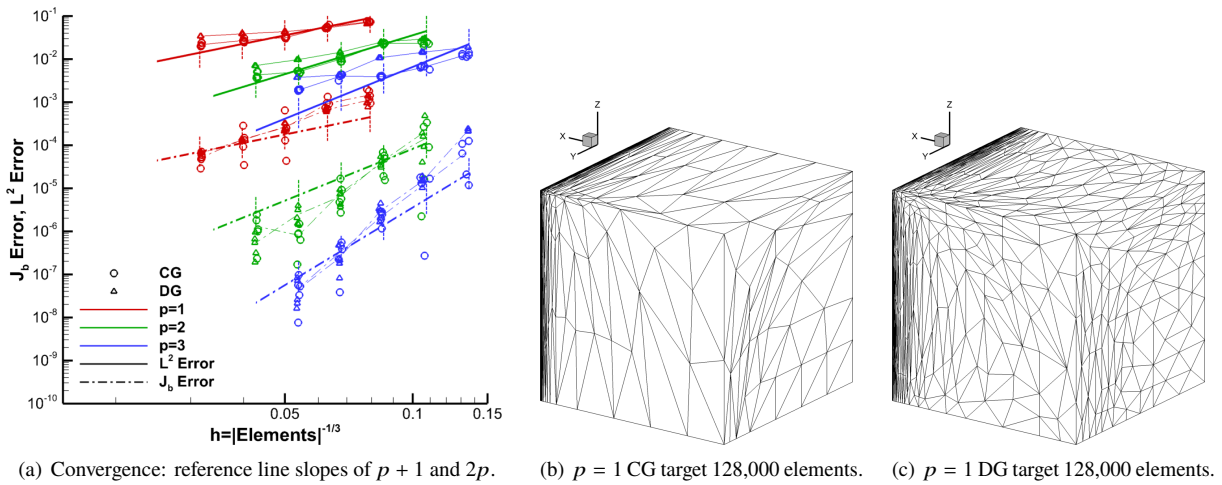 10⁻¹
10⁻²
10⁻³
10⁻⁴
10⁻⁵
10⁻⁶
10⁻⁷
10⁻⁸
10⁻⁹
10⁻¹⁰
J_b Error, L² Error
CG
DG
p=1
p=2
p=3
L² Error
J_b Error
0.05 0.1 0.15
h=|Elements|^-1/3
X Y Z
X Y Z
(a) Convergence: reference line slopes of p + 1 and 2p.
(b) p = 1 CG target 128,000 elements.
(c) p = 1 DG target 128,000 elements.